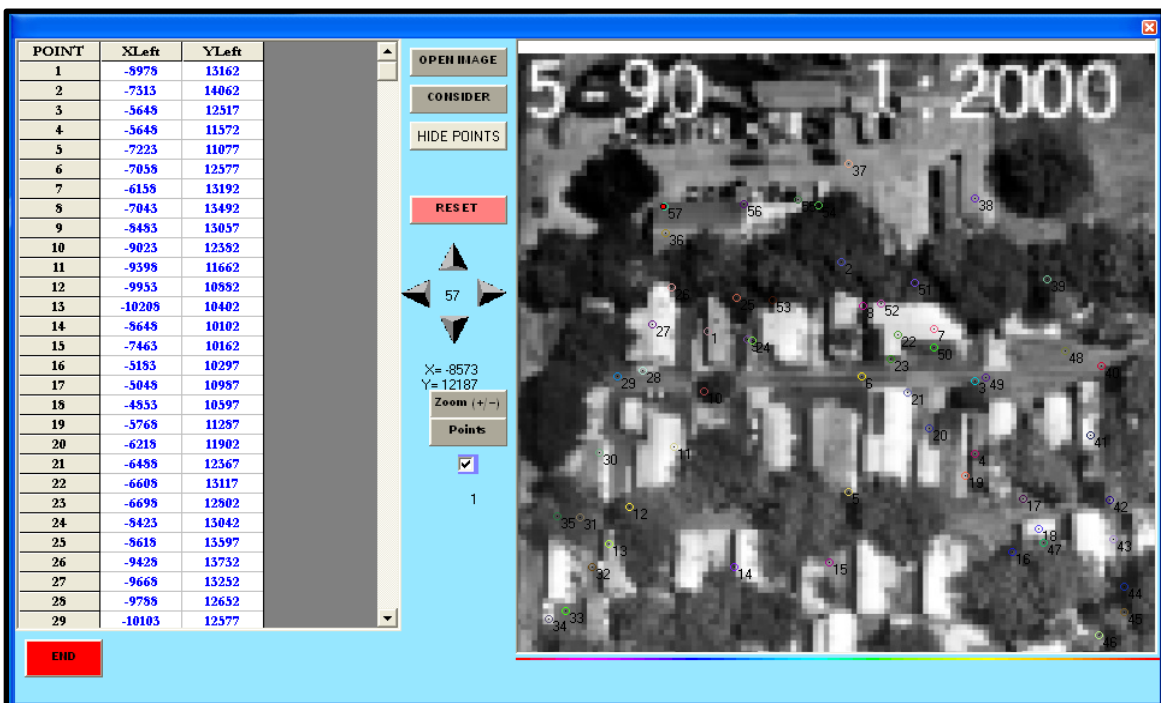 POINT XLeft YLeft
1 -8978 13162
2 -7313 14062
3 -5648 12517
4 -5648 11572
5 -7223 11077
6 -7058 12577
7 -6158 13192
8 -7043 13492
9 -8483 13057
10 -9023 12382
11 -9398 11662
12 -9953 10882
13 -10208 10402
14 -8648 10102
15 -7463 10162
16 -5183 10297
17 -5048 10987
18 -4853 10597
19 -5768 11287
20 -6218 11902
21 -6488 12367
22 -6608 13117
23 -6698 12802
24 -8423 13042
25 -8618 13597
26 -9428 13732
27 -9668 13252
28 -9788 12652
29 -10103 12577
END
OPEN IMAGE
CONSIDER
HIDE POINTS
RESET
57
X= -8573
Y= 12187
Zoom (+/-)
Points
1
5-90 1:2000
37
57 56 38
36
2 51 39
26 25 53 8 52
27 1 24 22 7
50 48
23
29 28 6 3 49 40
10 21
20 41
30 11 4
19
5 17 42
35 31 12
18
13 47 43
16
32 14 15
44
34 33 45
46